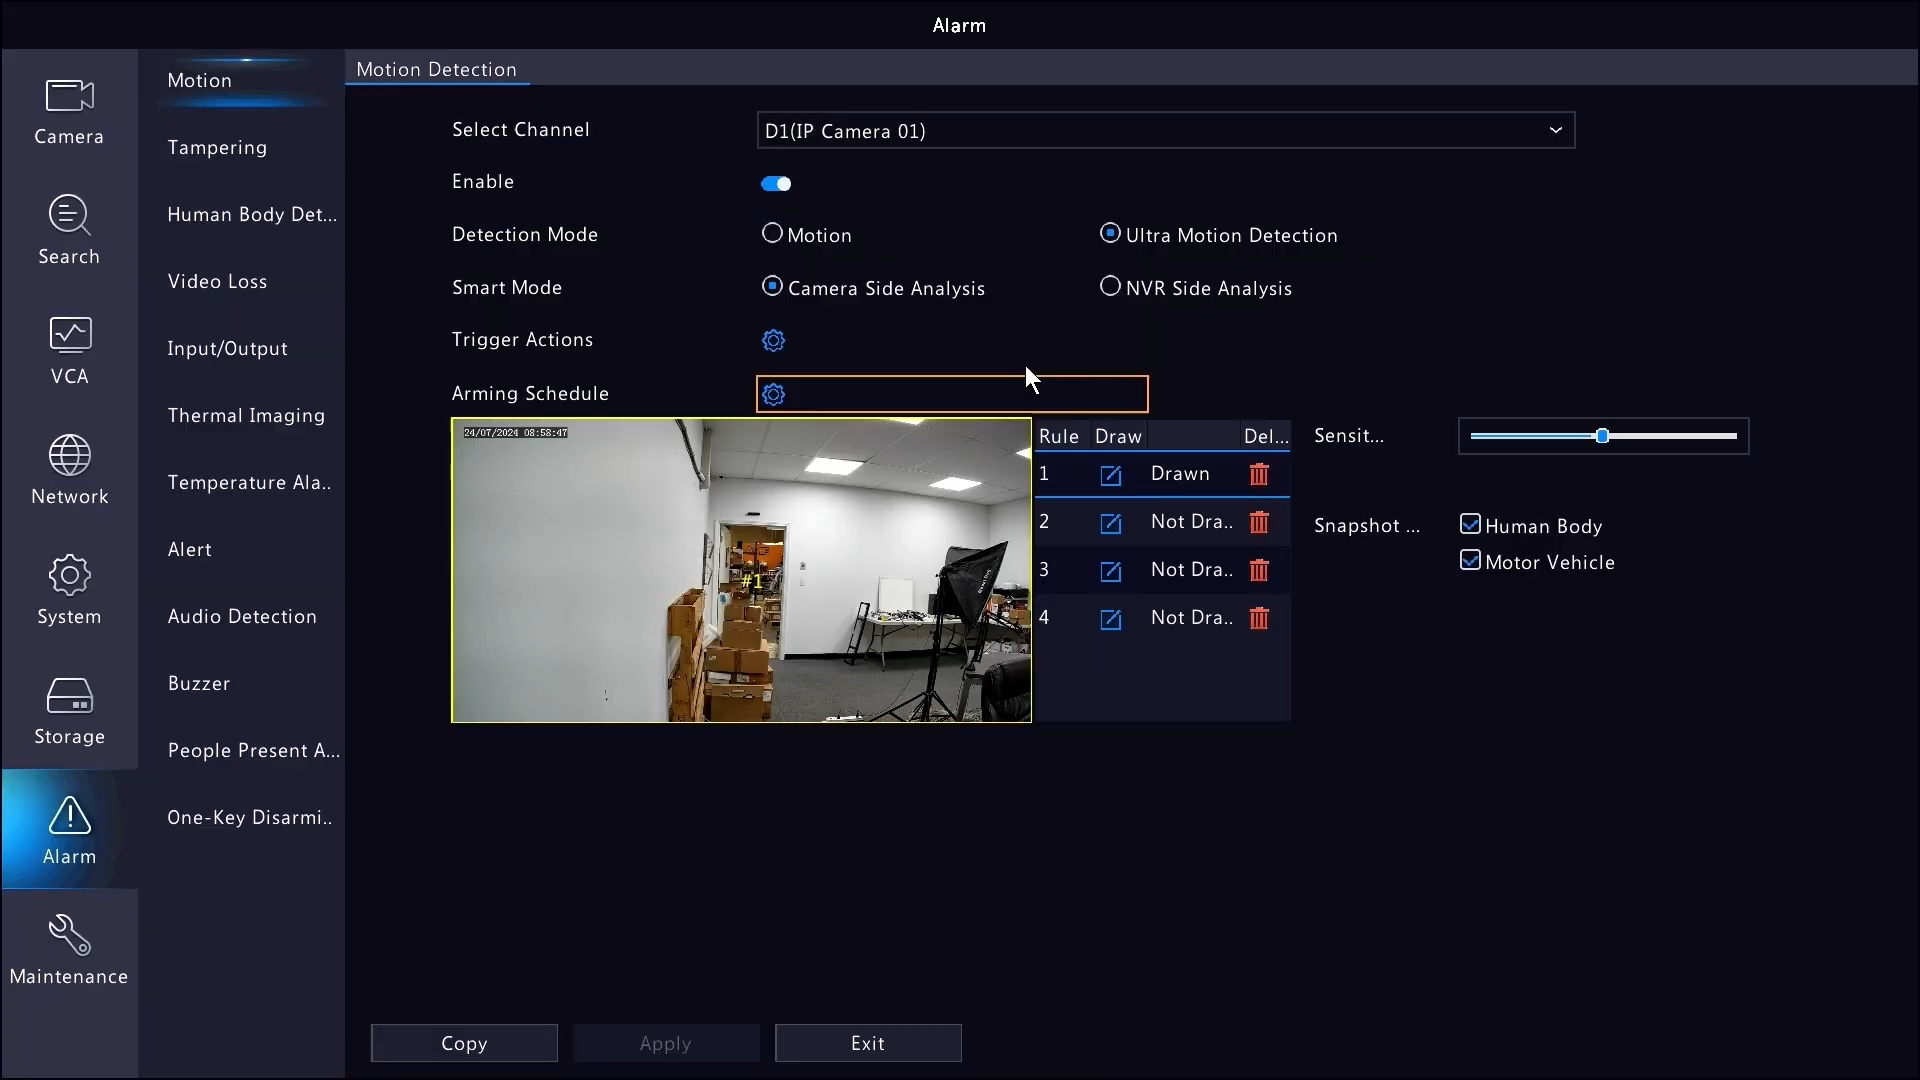 Alarm
Camera
Search
VCA
Network
System
Storage
Alarm
Maintenance
Motion
Tampering
Human Body Det...
Video Loss
Input/Output
Thermal Imaging
Temperature Ala..
Alert
Audio Detection
Buzzer
People Present A...
One-Key Disarmi..
Motion Detection
Select Channel D1(IP Camera 01)
Enable
Detection Mode Motion Ultra Motion Detection
Smart Mode Camera Side Analysis NVR Side Analysis
Trigger Actions
Arming Schedule
24/07/2024 08:58:47
#1
Rule Draw Del...
1 Drawn
2 Not Dra..
3 Not Dra..
4 Not Dra..
Sensit...
Snapshot ... Human Body
Motor Vehicle
Copy Apply Exit